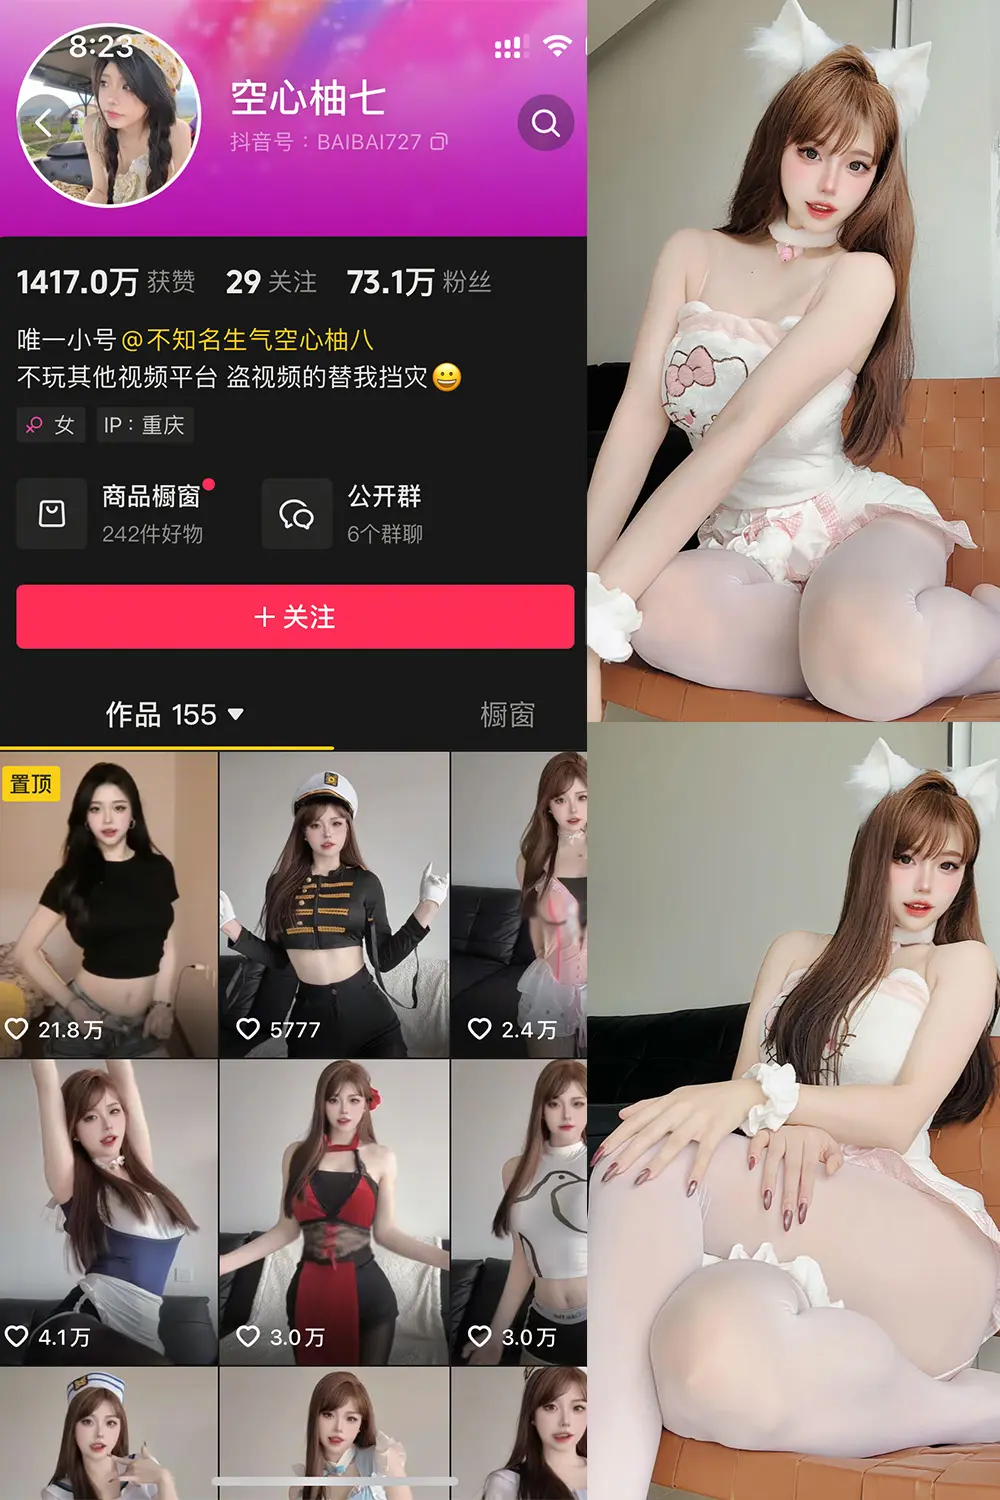 8:23
空心柚七
抖音号：BAIBAI727
1417.0万 获赞 29 关注 73.1万 粉丝
唯一小号@不知名生气空心柚八
不玩其他视频平台 盗视频的替我挡灾😀
女 IP：重庆
商品橱窗
242件好物
公开群
6个群聊
+ 关注
作品 155 ▼ 橱窗
置顶
21.8万 5777 2.4万
4.1万 3.0万 3.0万